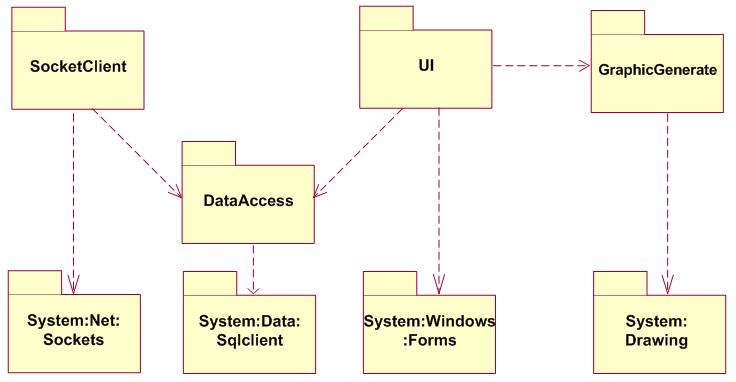 SocketClient
UI
GraphicGenerate
DataAccess
System:Net:
Sockets
System:Data:
Sqlclient
System:Windows
:Forms
System:
Drawing